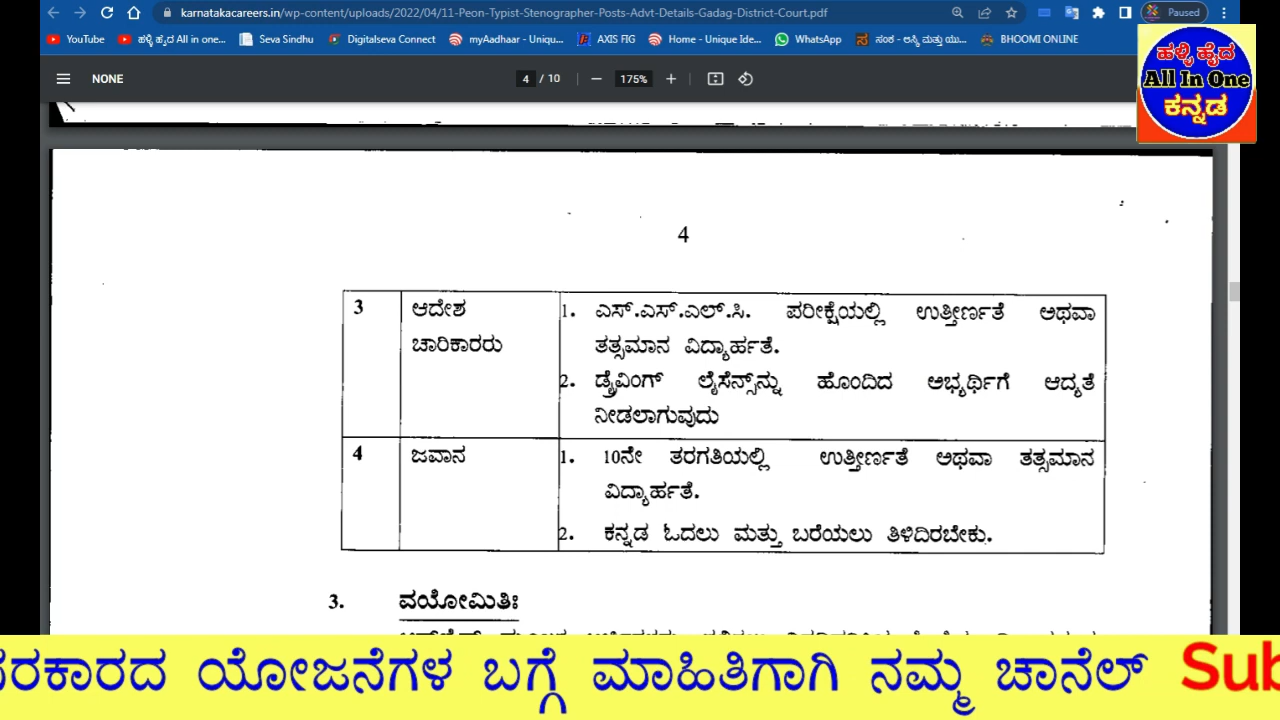 karnatakacareers.in/wp-content/uploads/2022/04/11-Peon-Typist-Stenographer-Posts-Advt-Details-Gadag-District-Court.pdf
Paused
YouTube
ಹಳ್ಳಿ ಹೈದ All in one...
Seva Sindhu
Digitalseva Connect
myAadhaar - Uniqu...
AXIS FIG
Home - Unique Ide...
WhatsApp
ಸಂಕ - ಅಸ್ಮಿ ಮತ್ತು ಯು...
BHOOMI ONLINE
NONE
4 / 10
175%
ಹಳ್ಳಿ ಹೈದ
All In One
ಕನ್ನಡ
4
3 ಆದೇಶ 1. ಎಸ್.ಎಸ್.ಎಲ್.ಸಿ. ಪರೀಕ್ಷೆಯಲ್ಲಿ ಉತ್ತೀರ್ಣತೆ ಅಥವಾ
ಚಾರಿಕಾರರು ತತ್ಸಮಾನ ವಿದ್ಯಾರ್ಹತೆ.
2. ಡ್ರೈವಿಂಗ್ ಲೈಸೆನ್ಸ್‌ನ್ನು ಹೊಂದಿದ ಅಭ್ಯರ್ಥಿಗೆ ಆದ್ಯತೆ
ನೀಡಲಾಗುವುದು
4 ಜವಾನ 1. 10ನೇ ತರಗತಿಯಲ್ಲಿ ಉತ್ತೀರ್ಣತೆ ಅಥವಾ ತತ್ಸಮಾನ
ವಿದ್ಯಾರ್ಹತೆ.
2. ಕನ್ನಡ ಓದಲು ಮತ್ತು ಬರೆಯಲು ತಿಳಿದಿರಬೇಕು.
3. ವಯೋಮಿತಿಃ
ಸರಕಾರದ ಯೋಜನೆಗಳ ಬಗ್ಗೆ ಮಾಹಿತಿಗಾಗಿ ನಮ್ಮ ಚಾನೆಲ್ Sub